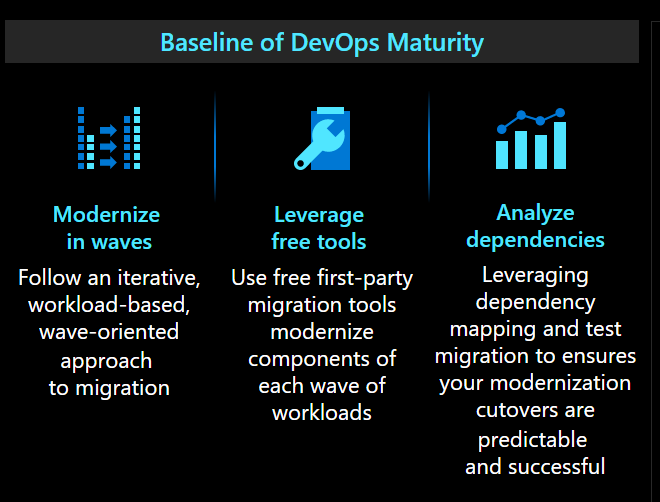 Baseline of DevOps Maturity
Modernize
in waves
Follow an iterative,
workload-based,
wave-oriented
approach
to migration
Leverage
free tools
Use free first-party
migration tools
modernize
components of
each wave of
workloads
Analyze
dependencies
Leveraging
dependency
mapping and test
migration to ensures
your modernization
cutovers are
predictable
and successful